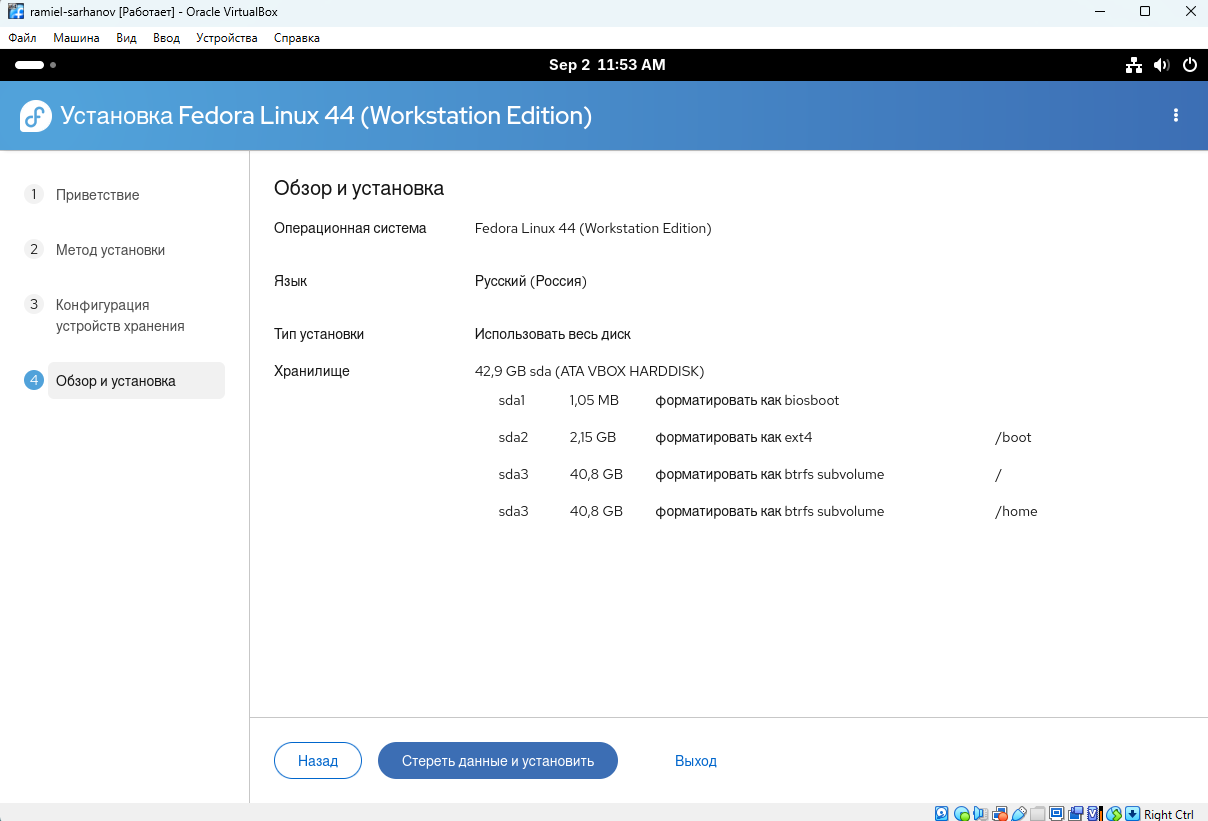 ramiel-sarhanov [Работает] - Oracle VirtualBox
Файл Машина Вид Ввод Устройства Справка
Sep 2 11:53 AM
Установка Fedora Linux 44 (Workstation Edition)
1 Приветствие
2 Метод установки
3 Конфигурация
устройств хранения
4 Обзор и установка
Обзор и установка
Операционная система Fedora Linux 44 (Workstation Edition)
Язык Русский (Россия)
Тип установки Использовать весь диск
Хранилище 42,9 GB sda (ATA VBOX HARDDISK)
sda1 1,05 MB форматировать как biosboot
sda2 2,15 GB форматировать как ext4 /boot
sda3 40,8 GB форматировать как btrfs subvolume /
sda3 40,8 GB форматировать как btrfs subvolume /home
Назад Стереть данные и установить Выход
Right Ctrl